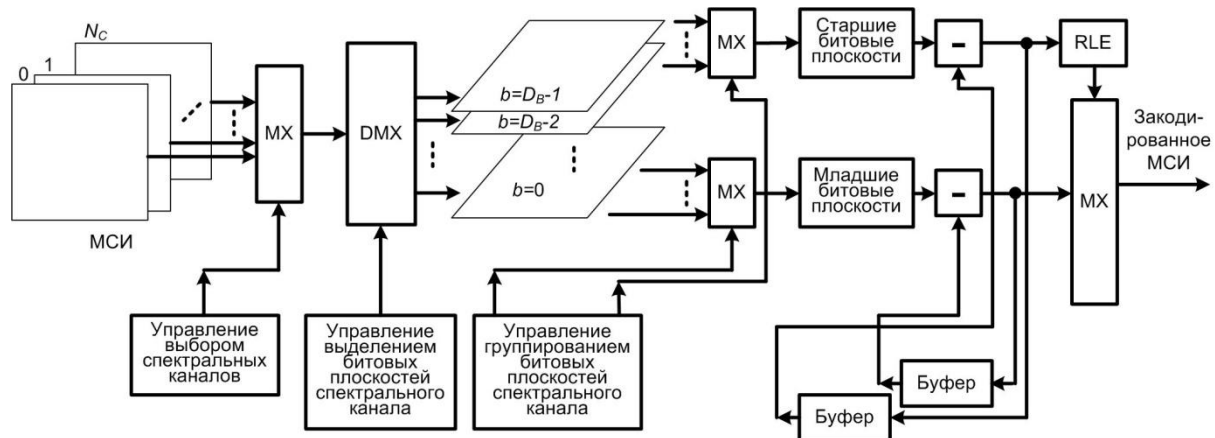 N_C
1
0
МСИ
MX
DMX
b=D_B-1
b=D_B-2
b=0
MX
MX
Старшие
битовые
плоскости
Младшие
битовые
плоскости
-
-
RLE
MX
Закоди-
рованное
МСИ
Управление
выбором
спектральных
каналов
Управление
выделением
битовых
плоскостей
спектрального
канала
Управление
группированием
битовых
плоскостей
спектрального
канала
Буфер
Буфер